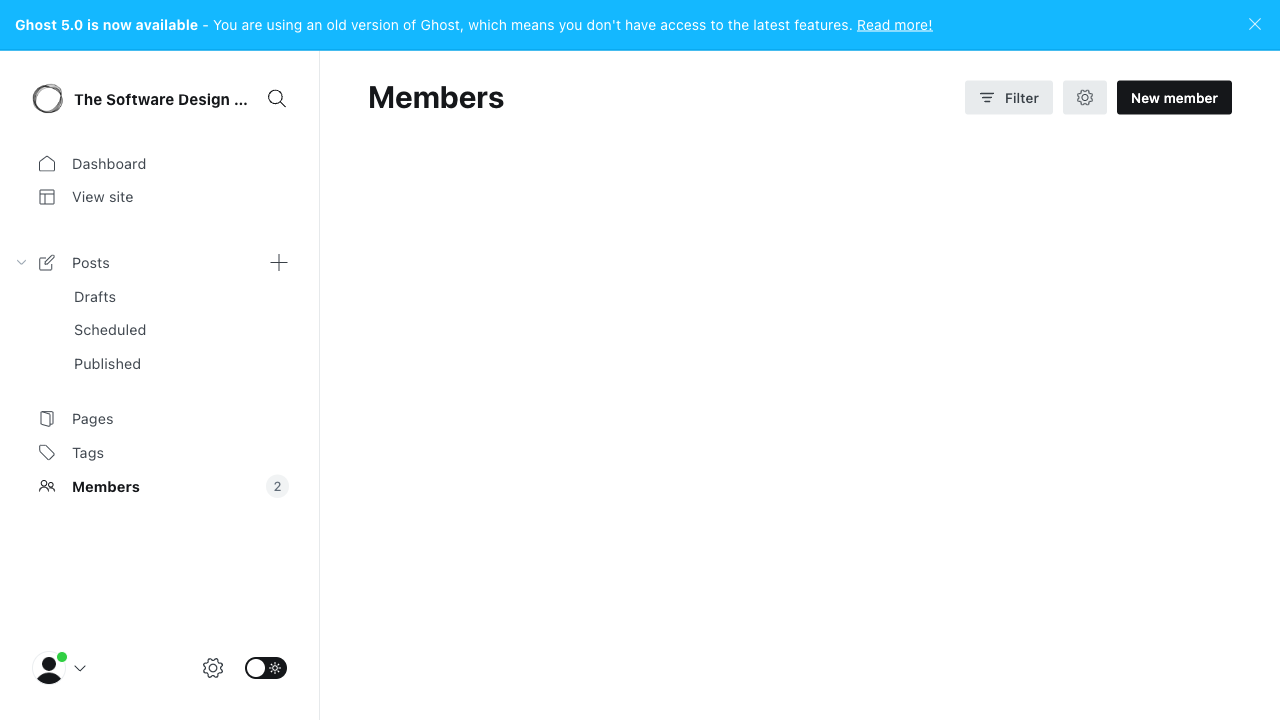 Ghost 5.0 is now available - You are using an old version of Ghost, which means you don't have access to the latest features. Read more!
The Software Design ...
Dashboard
View site
Posts
Drafts
Scheduled
Published
Pages
Tags
Members 2
Members
Filter
New member